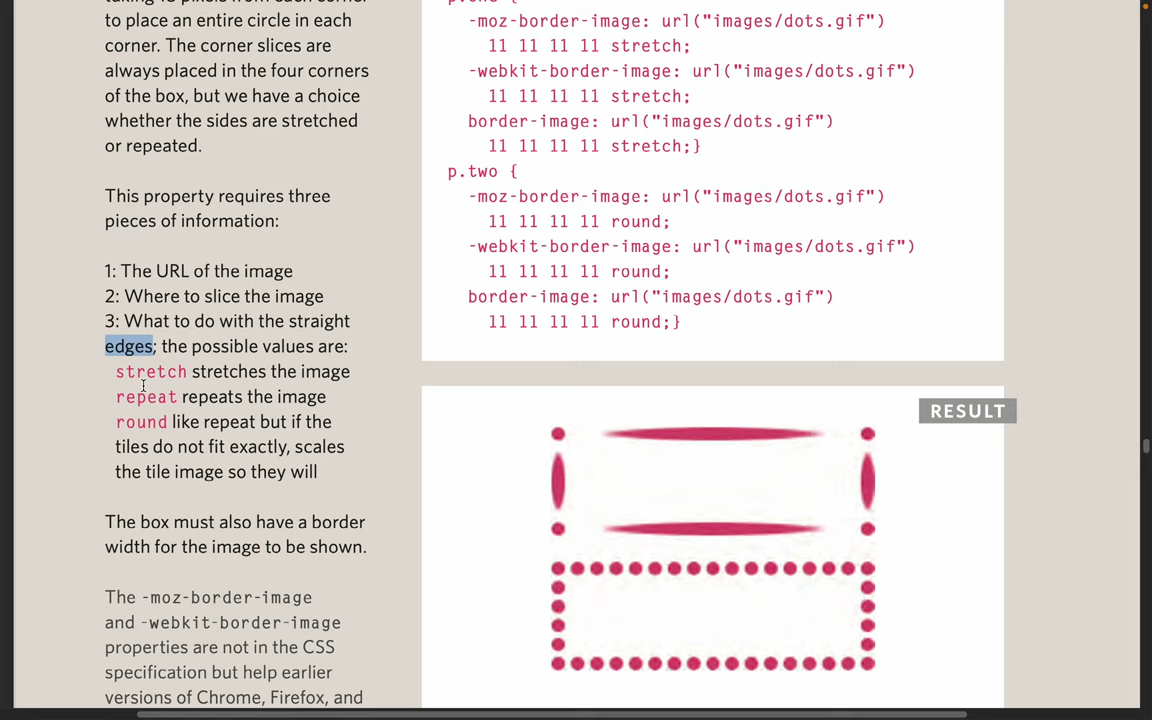 to place an entire circle in each
corner. The corner slices are
always placed in the four corners
of the box, but we have a choice
whether the sides are stretched
or repeated.
This property requires three
pieces of information:
1: The URL of the image
2: Where to slice the image
3: What to do with the straight
edges; the possible values are:
stretch stretches the image
repeat repeats the image
round like repeat but if the
tiles do not fit exactly, scales
the tile image so they will
The box must also have a border
width for the image to be shown.
The -moz-border-image
and -webkit-border-image
properties are not in the CSS
specification but help earlier
versions of Chrome, Firefox, and
-moz-border-image: url("images/dots.gif")
11 11 11 11 stretch;
-webkit-border-image: url("images/dots.gif")
11 11 11 11 stretch;
border-image: url("images/dots.gif")
11 11 11 11 stretch;}
p.two {
-moz-border-image: url("images/dots.gif")
11 11 11 11 round;
-webkit-border-image: url("images/dots.gif")
11 11 11 11 round;
border-image: url("images/dots.gif")
11 11 11 11 round;}
RESULT